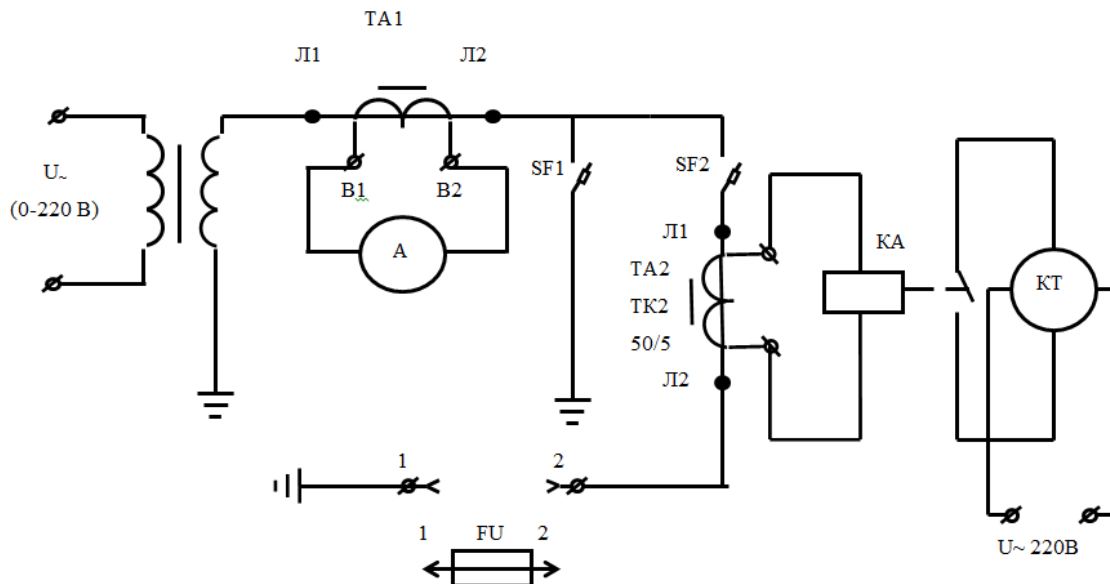 ТА1
Л1
Л2
U~
(0-220 В)
В1
В2
А
SF1
SF2
Л1
ТА2
ТК2
50/5
Л2
КА
КТ
1
2
1
FU
2
U~ 220В